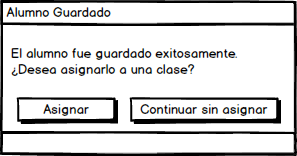 Alumno Guardado
El alumno fue guardado exitosamente.
¿Desea asignarlo a una clase?
Asignar
Continuar sin asignar